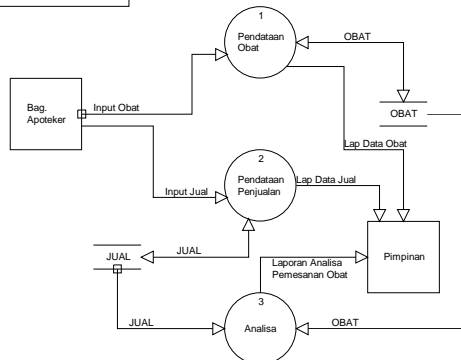 1
Pendataan
Obat
OBAT
Bag.
Apoteker
Input Obat
OBAT
Lap Data Obat
2
Pendataan
Penjualan
Lap Data Jual
Input Jual
JUAL
JUAL
Laporan Analisa
Pemesanan Obat
Pimpinan
3
Analisa
JUAL
OBAT